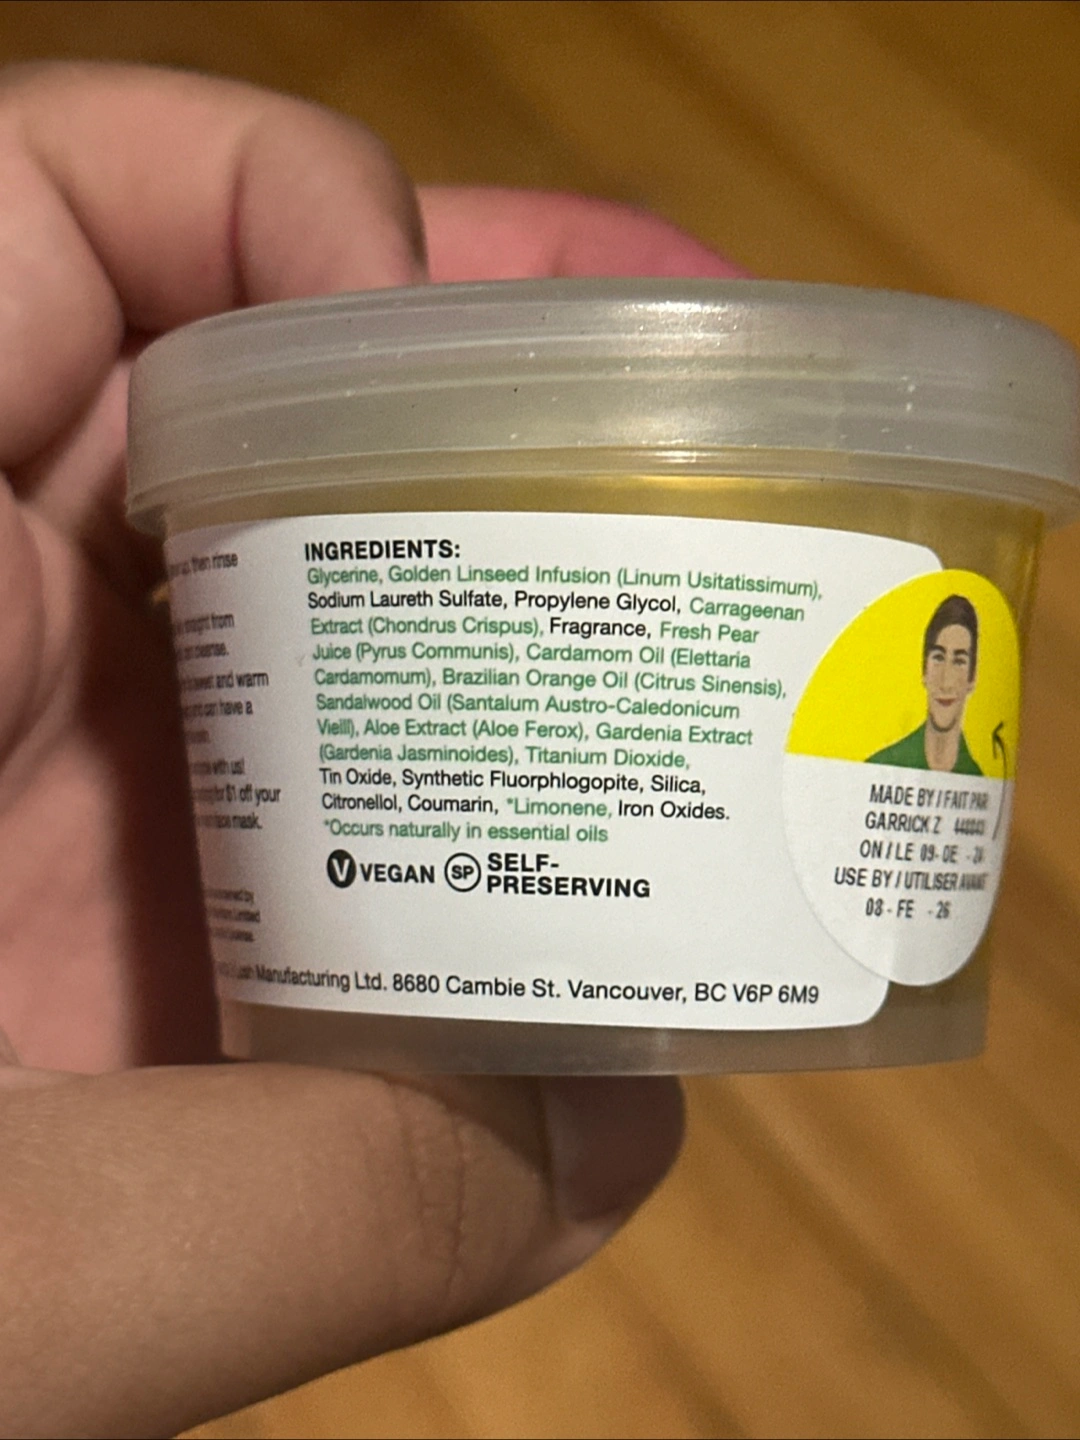 then rinse
from
and warm
can have a
with us!
$1 off your
mask.
INGREDIENTS:
Glycerine, Golden Linseed Infusion (Linum Usitatissimum),
Sodium Laureth Sulfate, Propylene Glycol, Carrageenan
Extract (Chondrus Crispus), Fragrance, Fresh Pear
Juice (Pyrus Communis), Cardamom Oil (Elettaria
Cardamomum), Brazilian Orange Oil (Citrus Sinensis),
Sandalwood Oil (Santalum Austro-Caledonicum
Vieill), Aloe Extract (Aloe Ferox), Gardenia Extract
(Gardenia Jasminoides), Titanium Dioxide,
Tin Oxide, Synthetic Fluorphlogopite, Silica,
Citronellol, Coumarin, *Limonene, Iron Oxides.
*Occurs naturally in essential oils
V VEGAN SP SELF-
PRESERVING
Manufacturing Ltd. 8680 Cambie St. Vancouver, BC V6P 6M9
MADE BY / FAIT PAR
GARRICK Z
ON / LE 09-DE
USE BY / UTILISER AVANT
08-FE -26